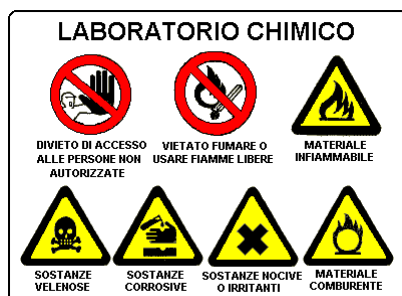 LABORATORIO CHIMICO
DIVIETO DI ACCESSO
ALLE PERSONE NON
AUTORIZZATE
VIETATO FUMARE O
USARE FIAMME LIBERE
MATERIALE
INFIAMMABILE
SOSTANZE
VELENOSE
SOSTANZE
CORROSIVE
SOSTANZE NOCIVE
O IRRITANTI
MATERIALE
COMBURENTE